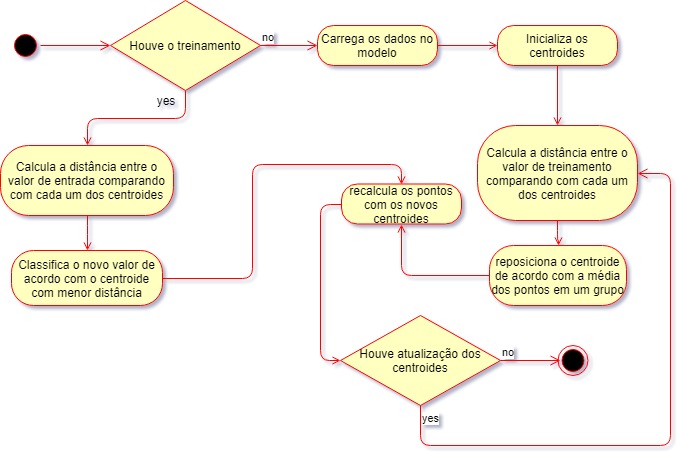 Houve o treinamento
no
yes
Carrega os dados no
modelo
Inicializa os
centroides
Calcula a distância entre o
valor de entrada comparando
com cada um dos centroides
Classifica o novo valor de
acordo com o centroide
com menor distância
recalcula os pontos
com os novos
centroides
Calcula a distância entre o
valor de treinamento
comparando com cada um
dos centroides
reposiciona o centroide
de acordo com a média
dos pontos em um grupo
Houve atualização dos
centroides
no
yes